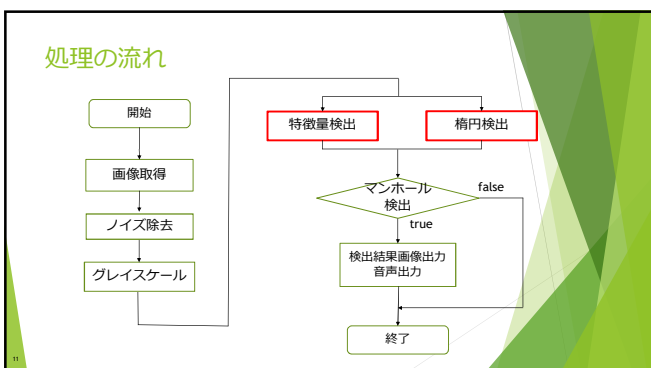 処理の流れ
開始
画像取得
ノイズ除去
グレイスケール
特徴量検出
楕円検出
マンホール
検出
false
true
検出結果画像出力
音声出力
終了
11